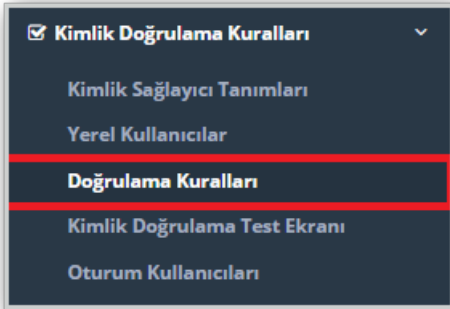 Kimlik Doğrulama Kuralları
Kimlik Sağlayıcı Tanımları
Yerel Kullanıcılar
Doğrulama Kuralları
Kimlik Doğrulama Test Ekranı
Oturum Kullanıcıları